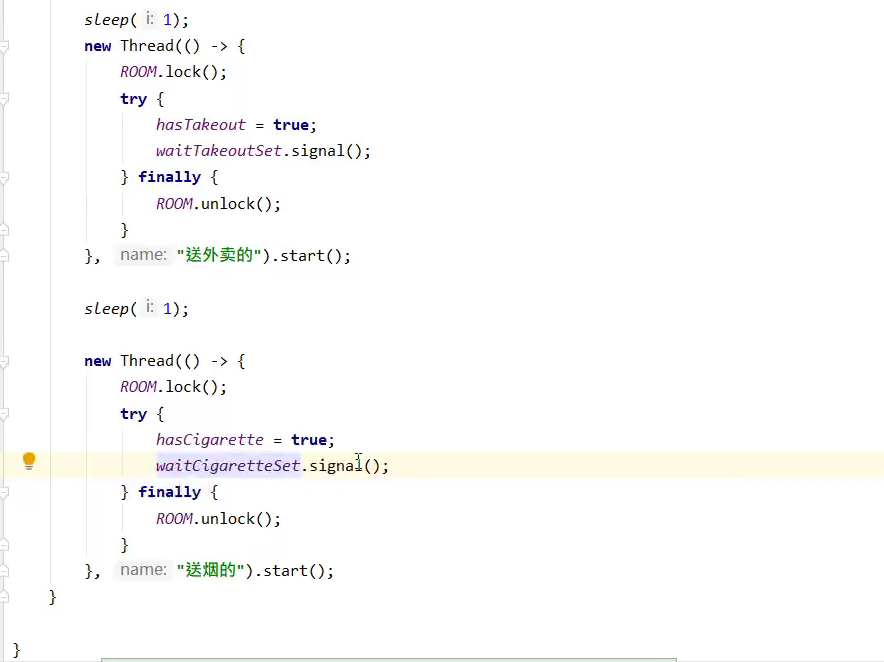 sleep( i: 1);
new Thread(() -> {
ROOM.lock();
try {
hasTakeout = true;
waitTakeoutSet.signal();
} finally {
ROOM.unlock();
}
}, name: "送外卖的").start();
sleep( i: 1);
new Thread(() -> {
ROOM.lock();
try {
hasCigarette = true;
waitCigaretteSet.signal();
} finally {
ROOM.unlock();
}
}, name: "送烟的").start();
}
}